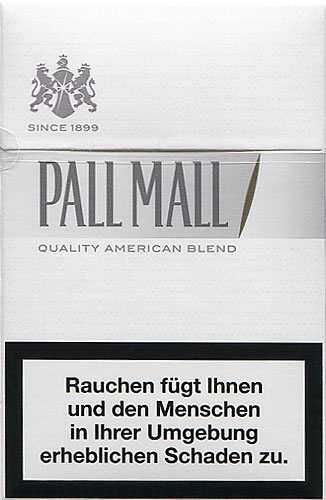 SINCE 1899
PALL MALL
QUALITY AMERICAN BLEND
Rauchen fügt Ihnen
und den Menschen
in Ihrer Umgebung
erheblichen Schaden zu.